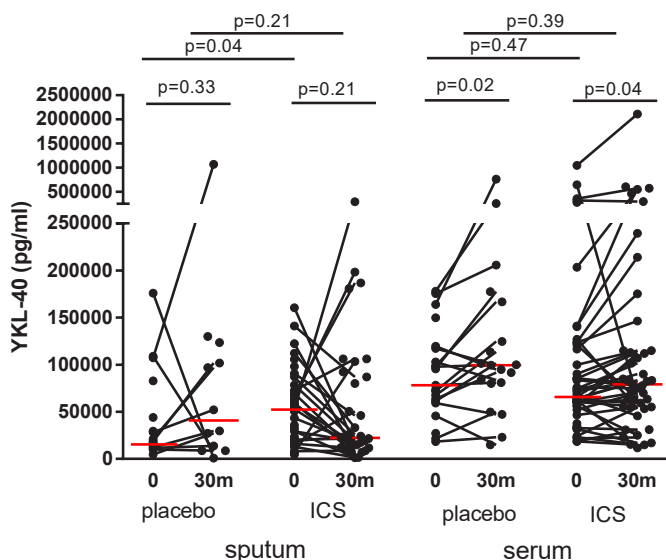 p=0.21 p=0.39
p=0.04 p=0.47
p=0.33 p=0.21 p=0.02 p=0.04
2500000
2000000
1500000
1000000
500000
250000
200000
150000
100000
50000
0
YKL-40 (pg/ml)
0 30m 0 30m 0 30m 0 30m
placebo ICS placebo ICS
sputum serum